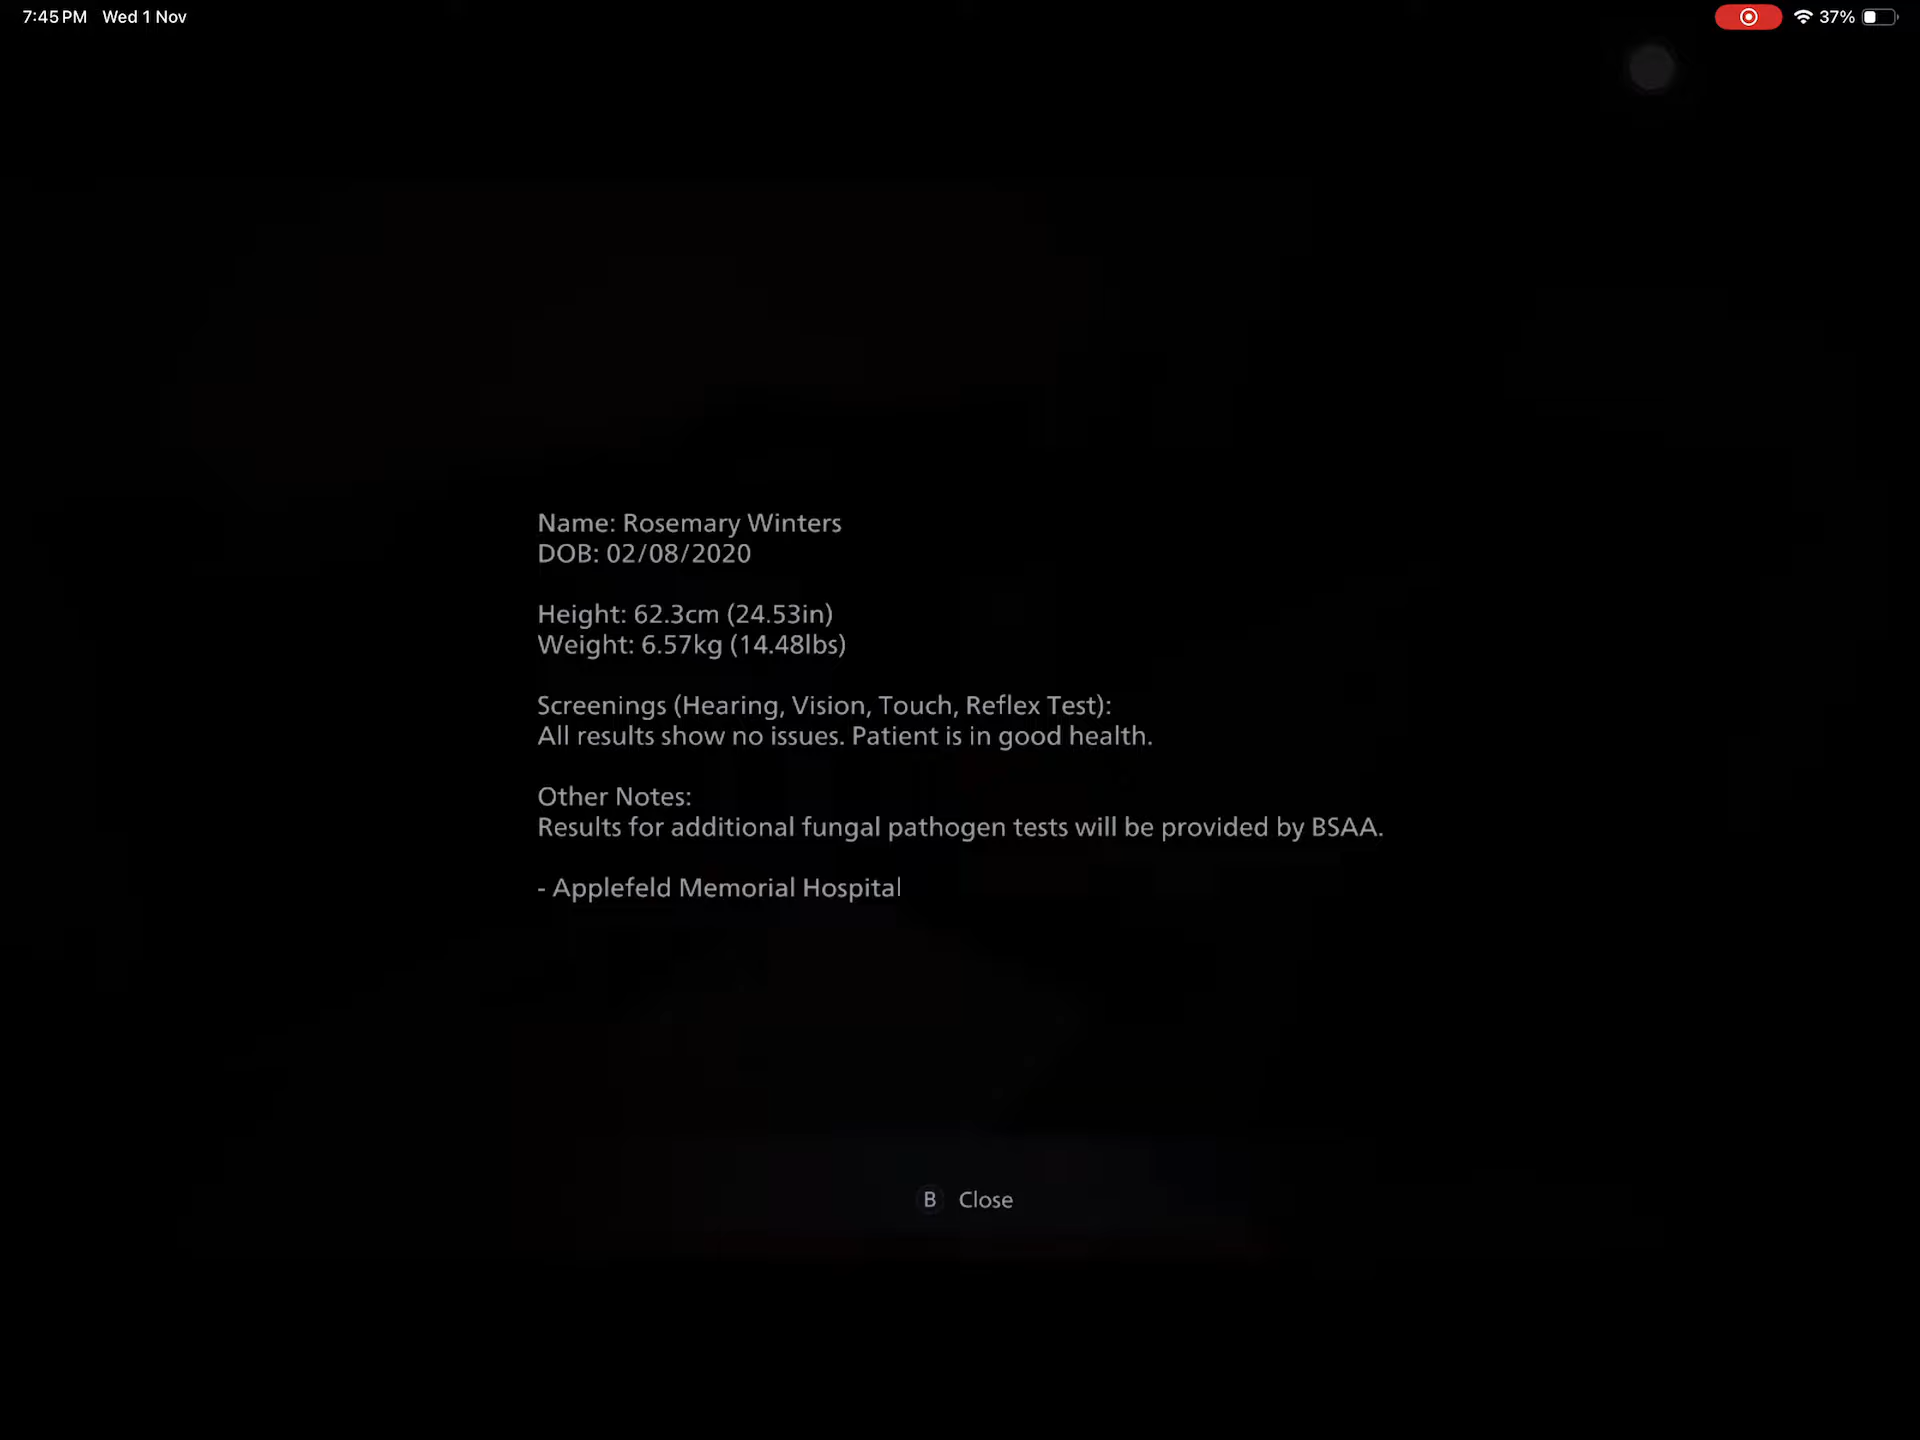 7:45 PM Wed 1 Nov
37%
Name: Rosemary Winters
DOB: 02/08/2020
Height: 62.3cm (24.53in)
Weight: 6.57kg (14.48lbs)
Screenings (Hearing, Vision, Touch, Reflex Test):
All results show no issues. Patient is in good health.
Other Notes:
Results for additional fungal pathogen tests will be provided by BSAA.
- Applefeld Memorial Hospital
B Close